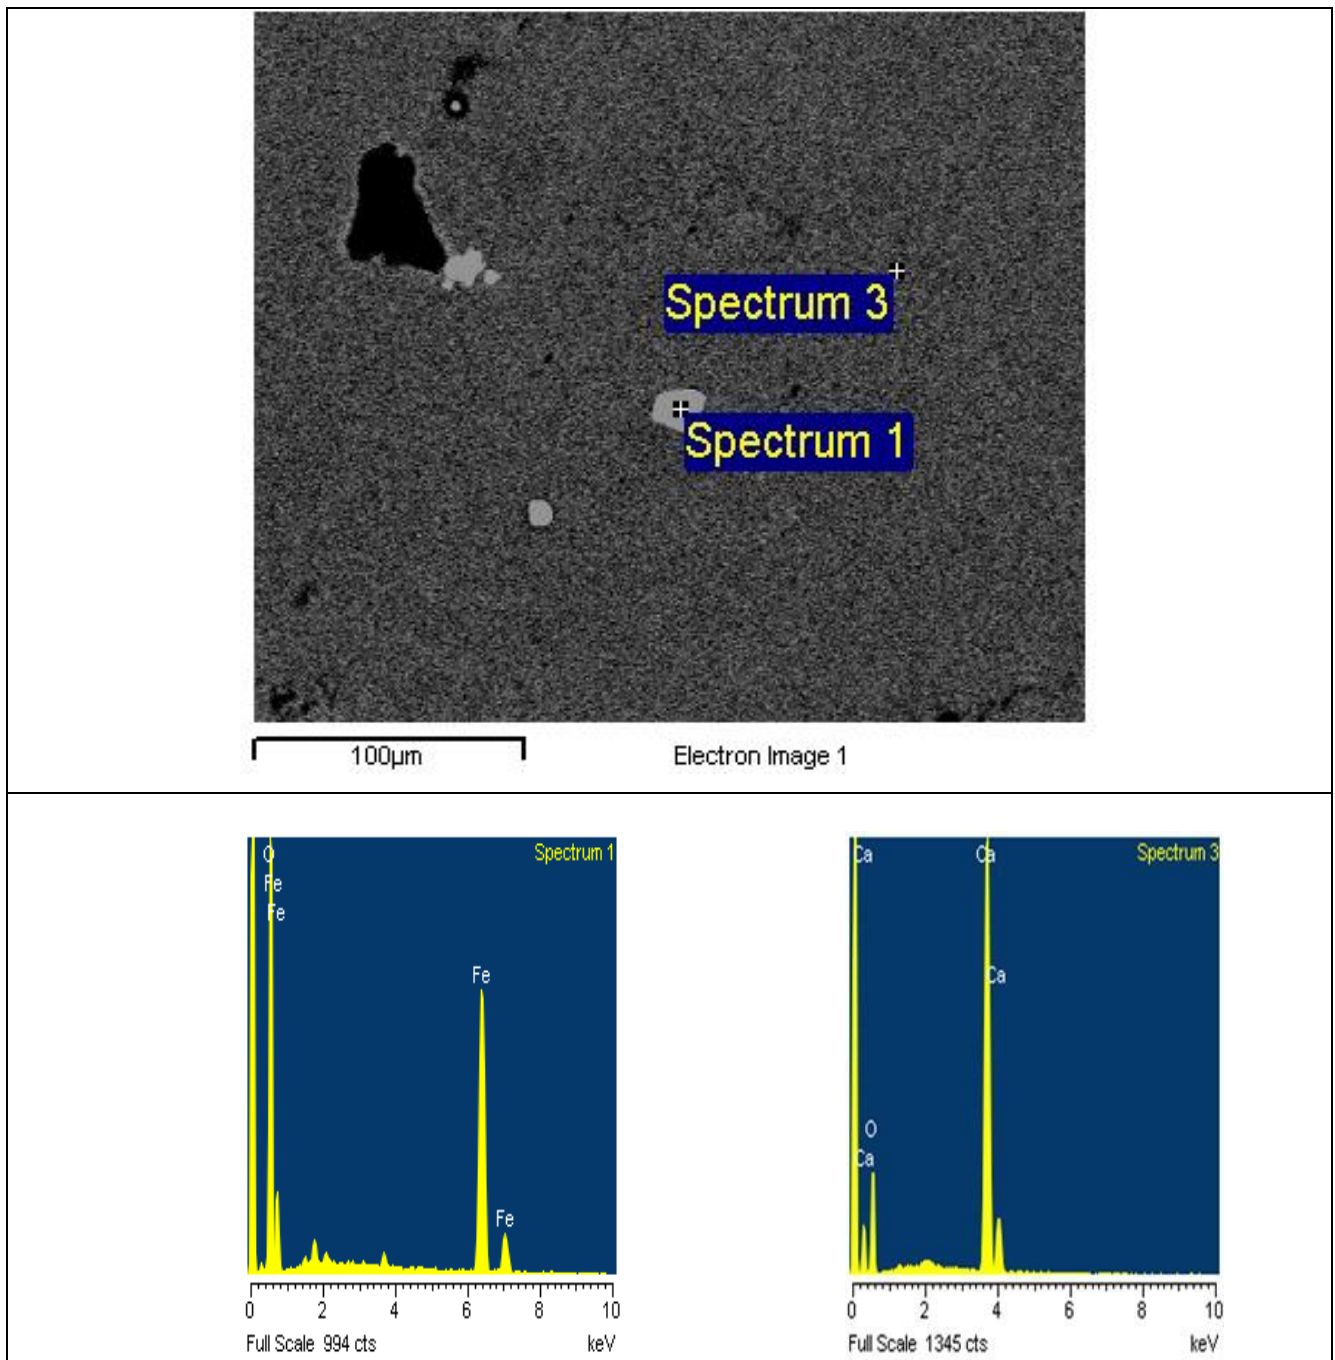 Spectrum 3
Spectrum 1
100µm
Electron Image 1
Spectrum 1
O
Fe
Fe
Fe
Fe
0 2 4 6 8 10
Full Scale 994 cts
keV
Spectrum 3
Ca
Ca
Ca
O
Ca
0 2 4 6 8 10
Full Scale 1345 cts
keV